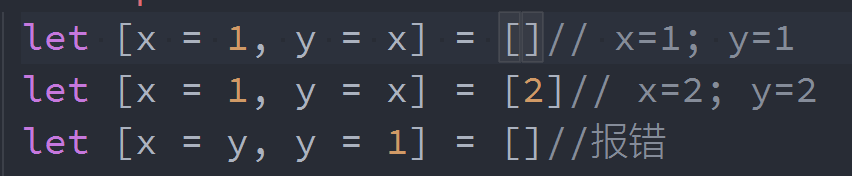 let [x = 1, y = x] = []// x=1; y=1
let [x = 1, y = x] = [2]// x=2; y=2
let [x = y, y = 1] = []//报错